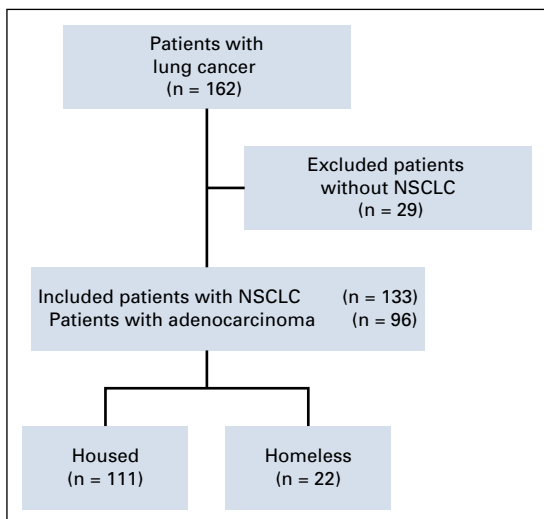 Patients with
lung cancer
(n = 162)
Excluded patients
without NSCLC
(n = 29)
Included patients with NSCLC (n = 133)
Patients with adenocarcinoma (n = 96)
Housed
(n = 111)
Homeless
(n = 22)